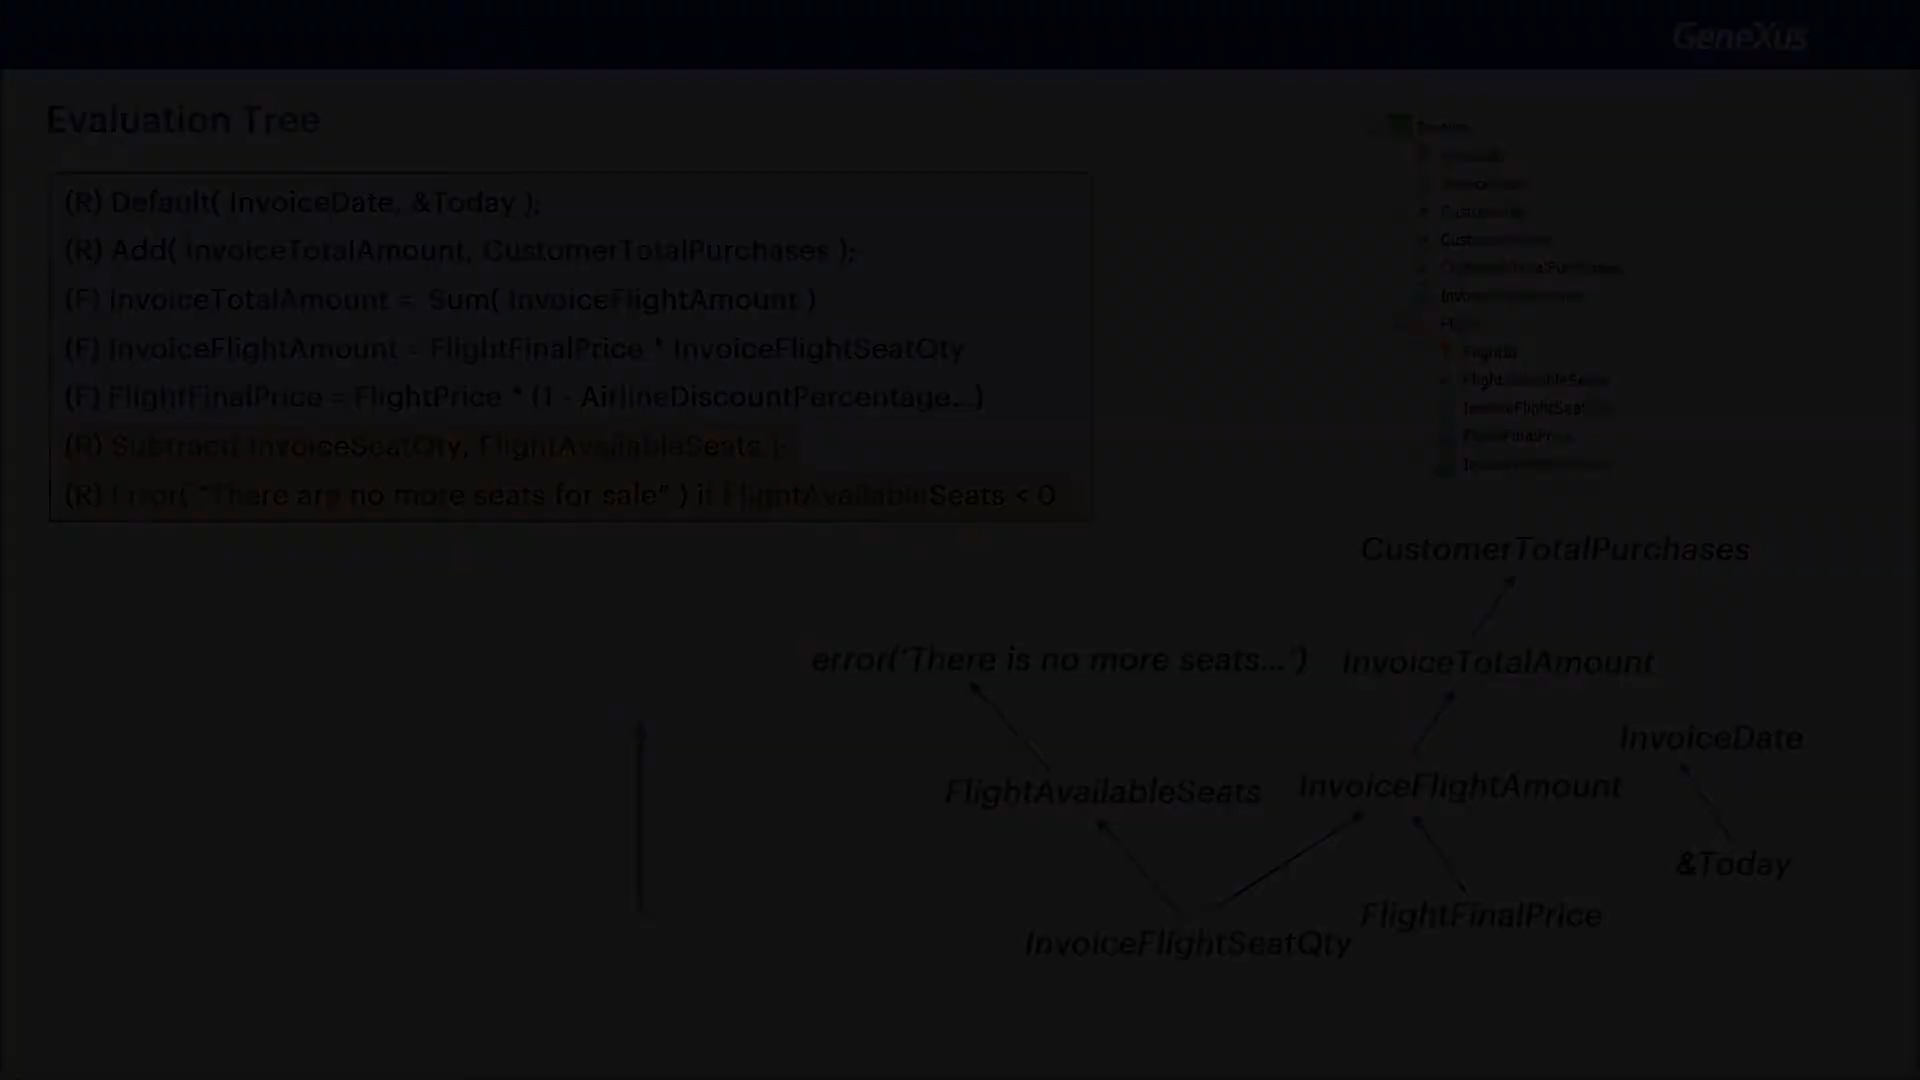 GeneXus
Evaluation Tree
(R) Default( InvoiceDate, &Today );
(R) Add( InvoiceTotalAmount, CustomerTotalPurchases );
(F) InvoiceTotalAmount = Sum( InvoiceFlightAmount )
(F) InvoiceFlightAmount = FlightFinalPrice * InvoiceFlightSeatQty
(F) FlightFinalPrice = FlightPrice * (1 - AirlineDiscountPercentage...)
(R) Subtract( InvoiceSeatQty, FlightAvailableSeats );
(R) Error( "There are no more seats for sale" ) if FlightAvailableSeats < 0
FlightId
CustomerTotalPurchases
error('There is no more seats...')
InvoiceTotalAmount
InvoiceDate
FlightAvailableSeats
InvoiceFlightAmount
&Today
FlightFinalPrice
InvoiceFlightSeatQty